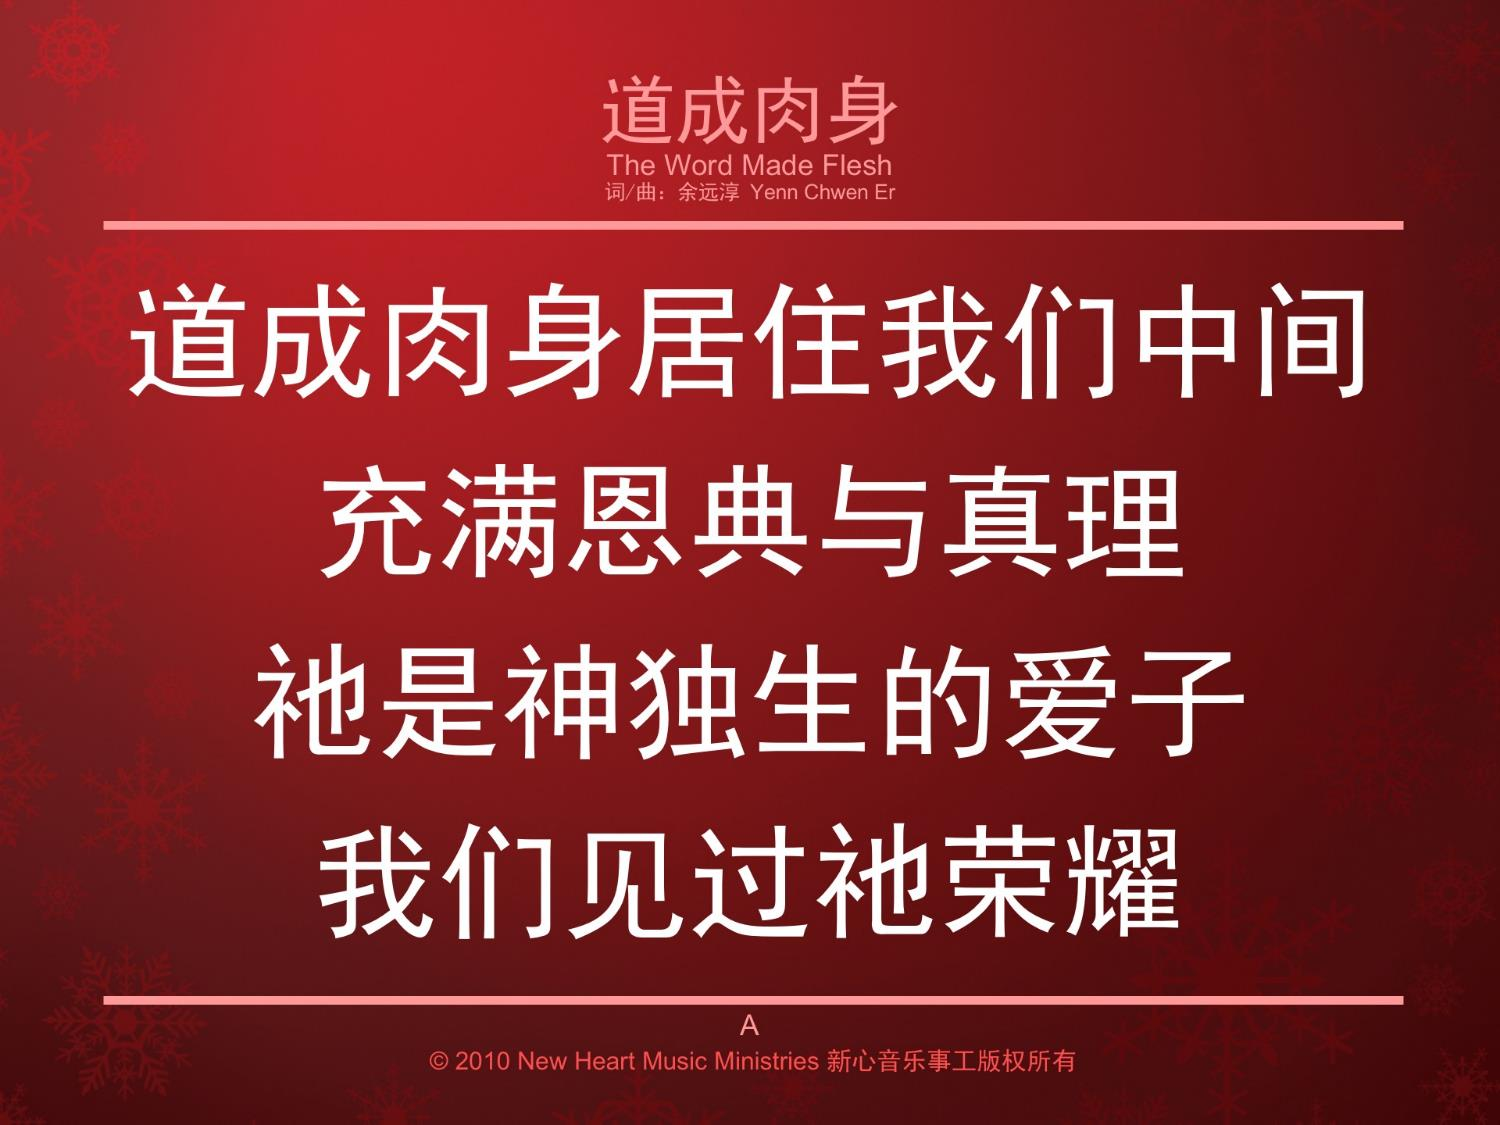 道成肉身
The Word Made Flesh
词/曲：余远淳 Yenn Chwen Er
道成肉身居住我们中间
充满恩典与真理
祂是神独生的爱子
我们见过祂荣耀
A
© 2010 New Heart Music Ministries 新心音乐事工版权所有